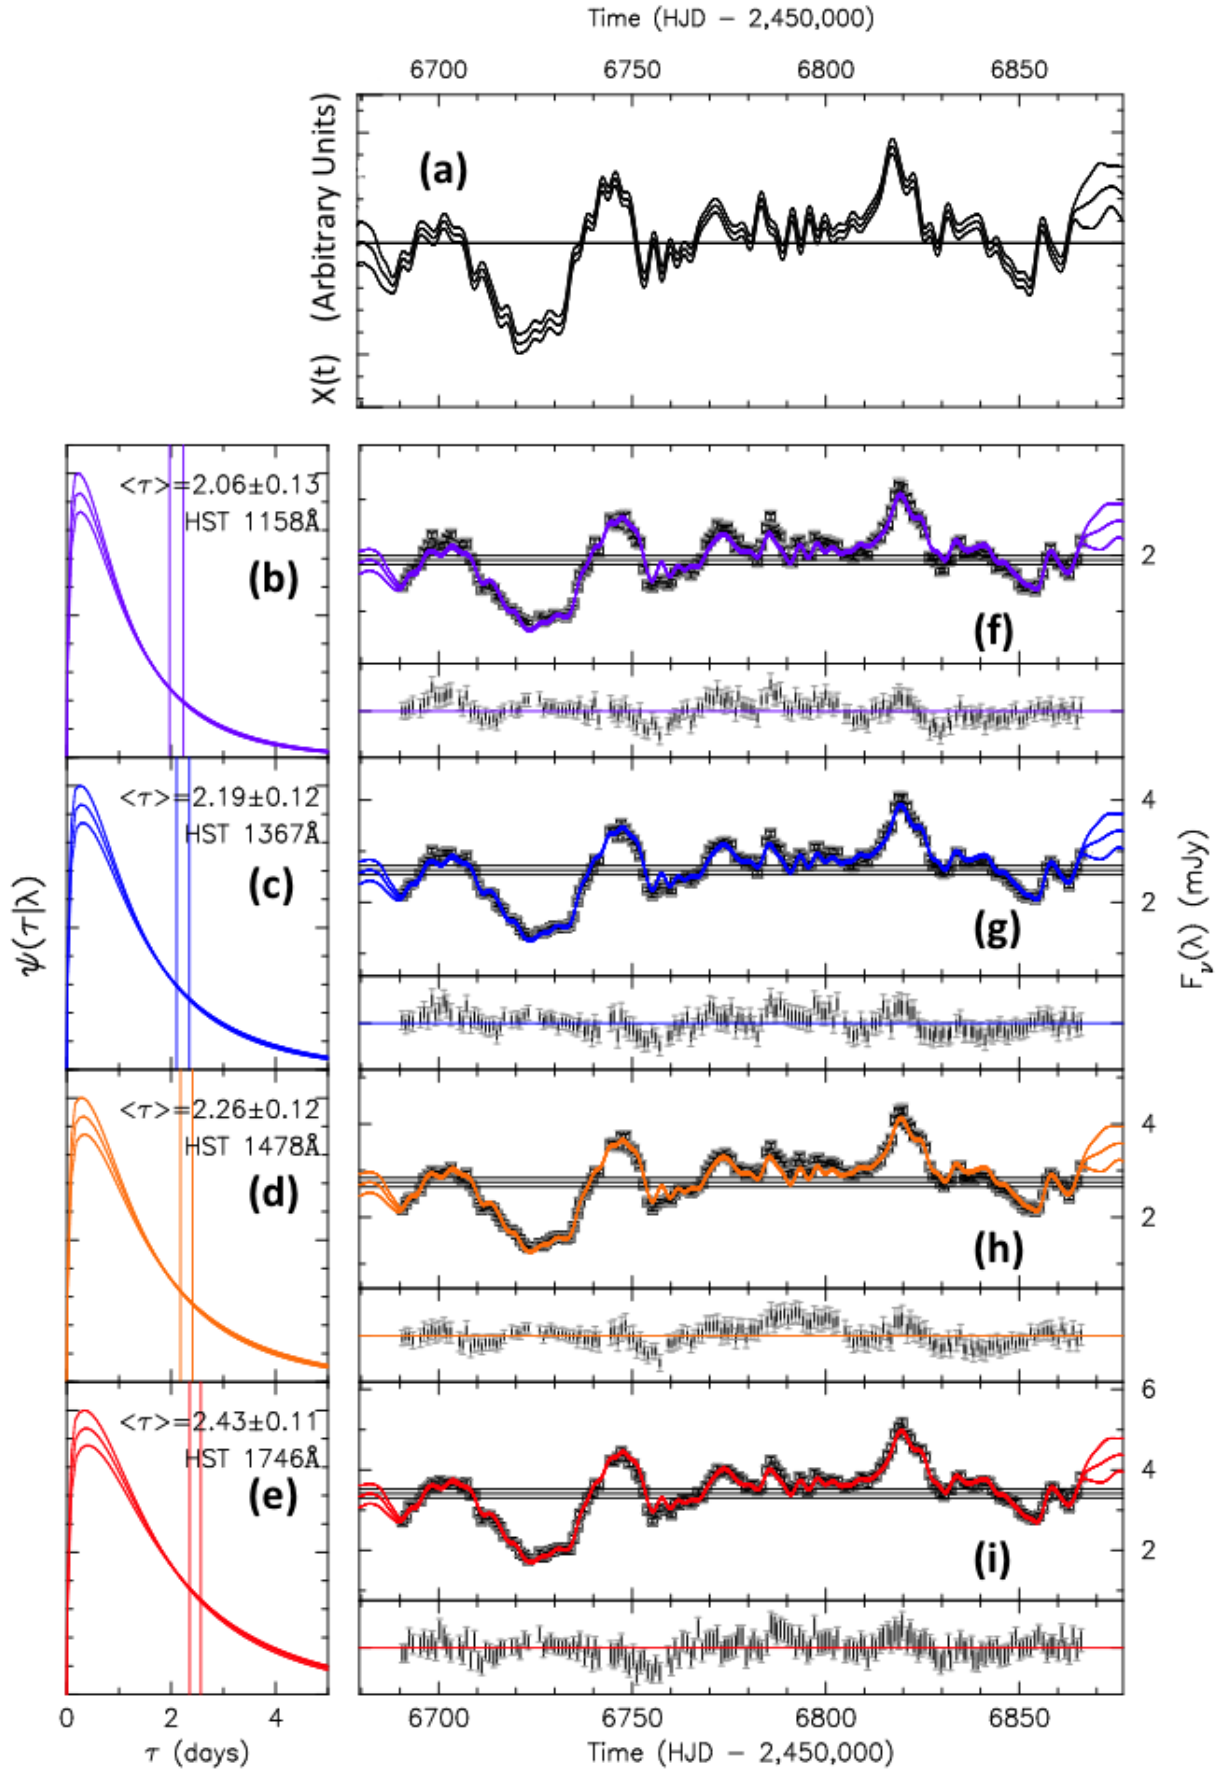 Time (HJD − 2,450,000)
6700 6750 6800 6850
X(t) (Arbitrary Units)
(a)
<τ>=2.06±0.13
HST 1158Å
(b)
(f)
2
<τ>=2.19±0.12
HST 1367Å
(c)
(g)
4
2
<τ>=2.26±0.12
HST 1478Å
(d)
(h)
4
2
<τ>=2.43±0.11
HST 1746Å
(e)
(i)
6
4
2
ψ(τ|λ)
Fν(λ) (mJy)
0 2 4
τ (days)
6700 6750 6800 6850
Time (HJD − 2,450,000)